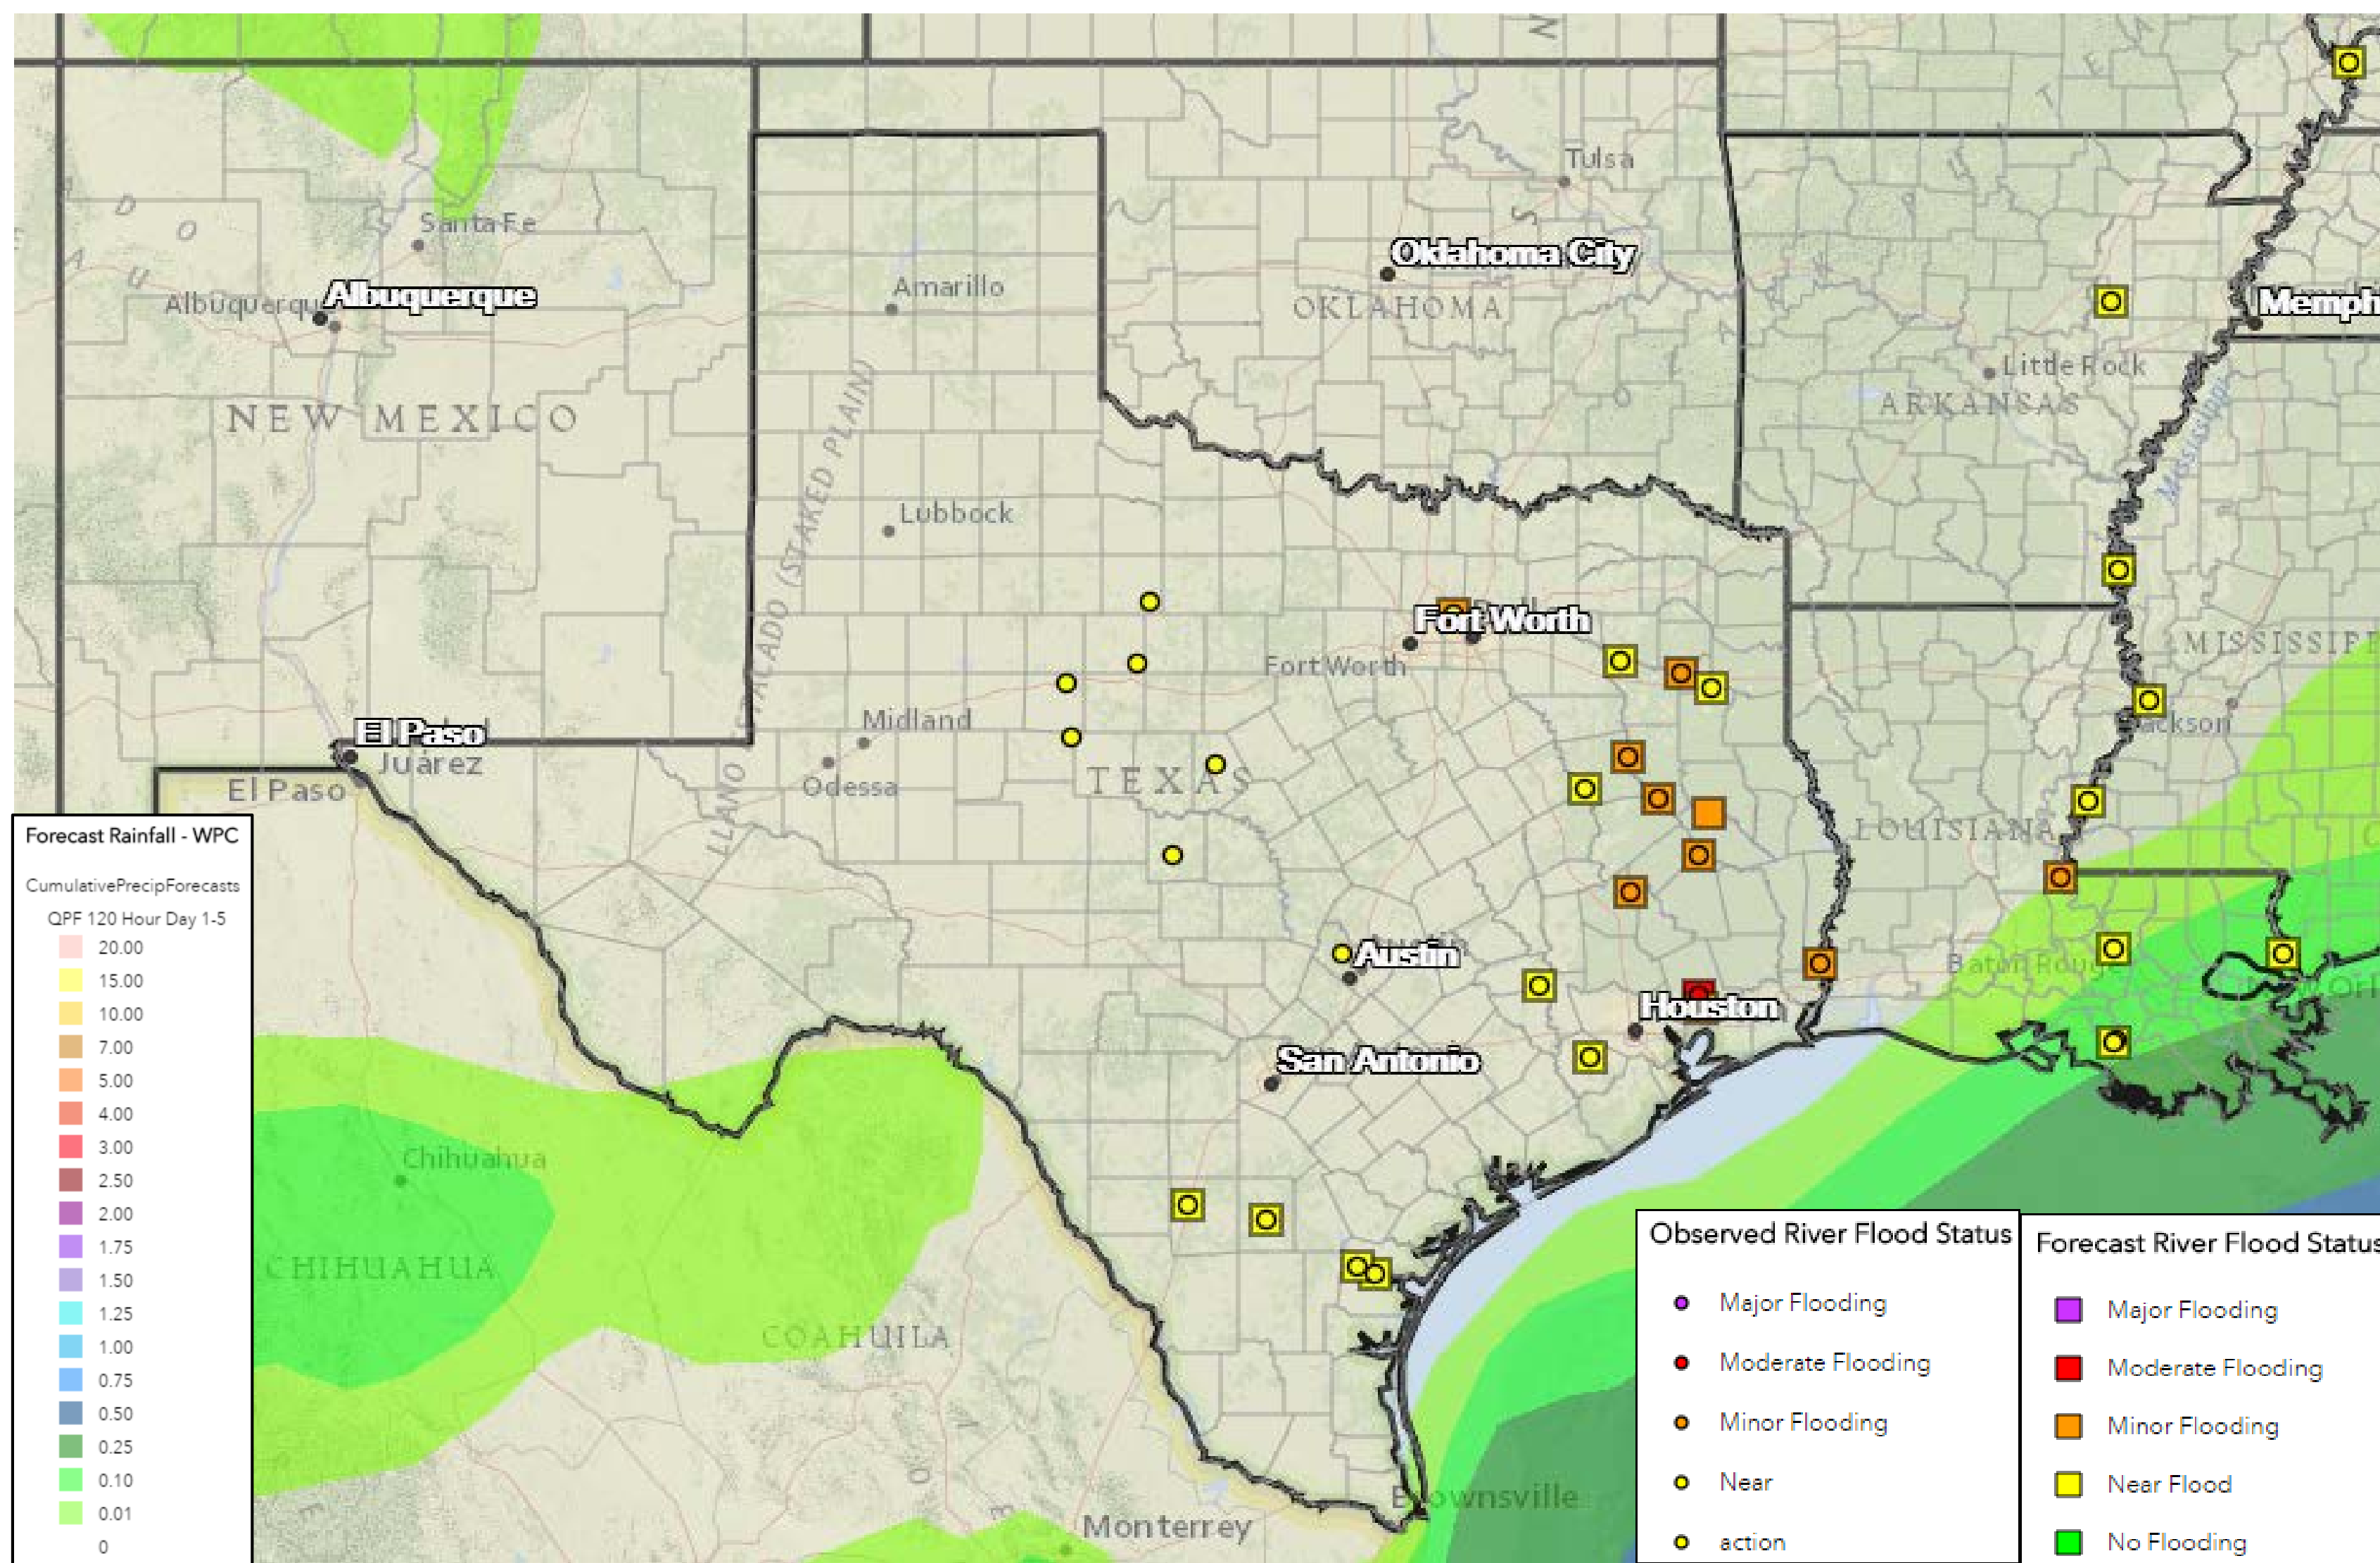 Tulsa
Santa Fe
Oklahoma City
Amarillo
OKLAHOMA
Albuquerque
Memph
Little Rock
ARKANSAS
NEW MEXICO
Mississippi
LLANO ESTACADO (STAKED PLAIN)
Lubbock
Fort Worth
Fort Worth
MISSISSIPP
Midland
Jackson
El Paso
Juárez
El Paso
Odessa
TEXAS
LOUISIANA
Austin
Baton Rouge
Houston
San Antonio
Chihuahua
CHIHUAHUA
COAHUILA
Brownsville
Monterrey
Forecast Rainfall - WPC
CumulativePrecipForecasts
QPF 120 Hour Day 1-5
20.00
15.00
10.00
7.00
5.00
4.00
3.00
2.50
2.00
1.75
1.50
1.25
1.00
0.75
0.50
0.25
0.10
0.01
0
Observed River Flood Status
Major Flooding
Moderate Flooding
Minor Flooding
Near
action
Forecast River Flood Status
Major Flooding
Moderate Flooding
Minor Flooding
Near Flood
No Flooding